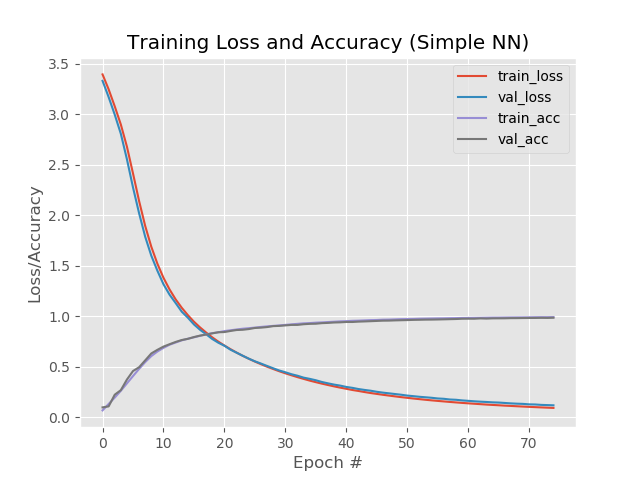 Training Loss and Accuracy (Simple NN)
3.5
3.0
2.5
2.0
1.5
1.0
0.5
0.0
Loss/Accuracy
train_loss
val_loss
train_acc
val_acc
0 10 20 30 40 50 60 70
Epoch #